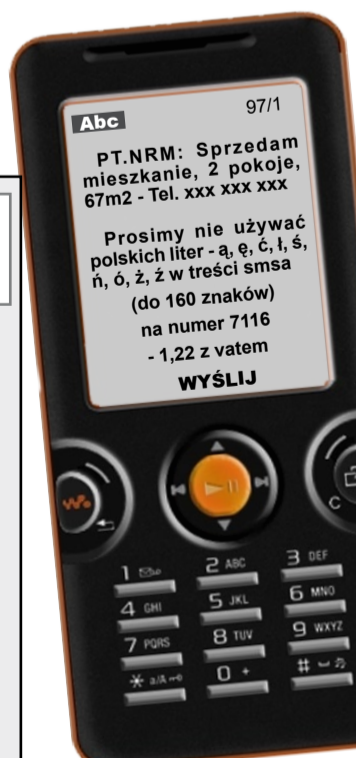 Abc 97/1
PT.NRM: Sprzedam
mieszkanie, 2 pokoje,
67m2 - Tel. xxx xxx xxx
Prosimy nie używać
polskich liter - ą, ę, ć, ł, ś,
ń, ó, ż, ź w treści smsa
(do 160 znaków)
na numer 7116
- 1,22 z vatem
WYŚLIJ
C
1 2 ABC 3 DEF
4 GHI 5 JKL 6 MNO
7 PQRS 8 TUV 9 WXYZ
* a/A 0 + #